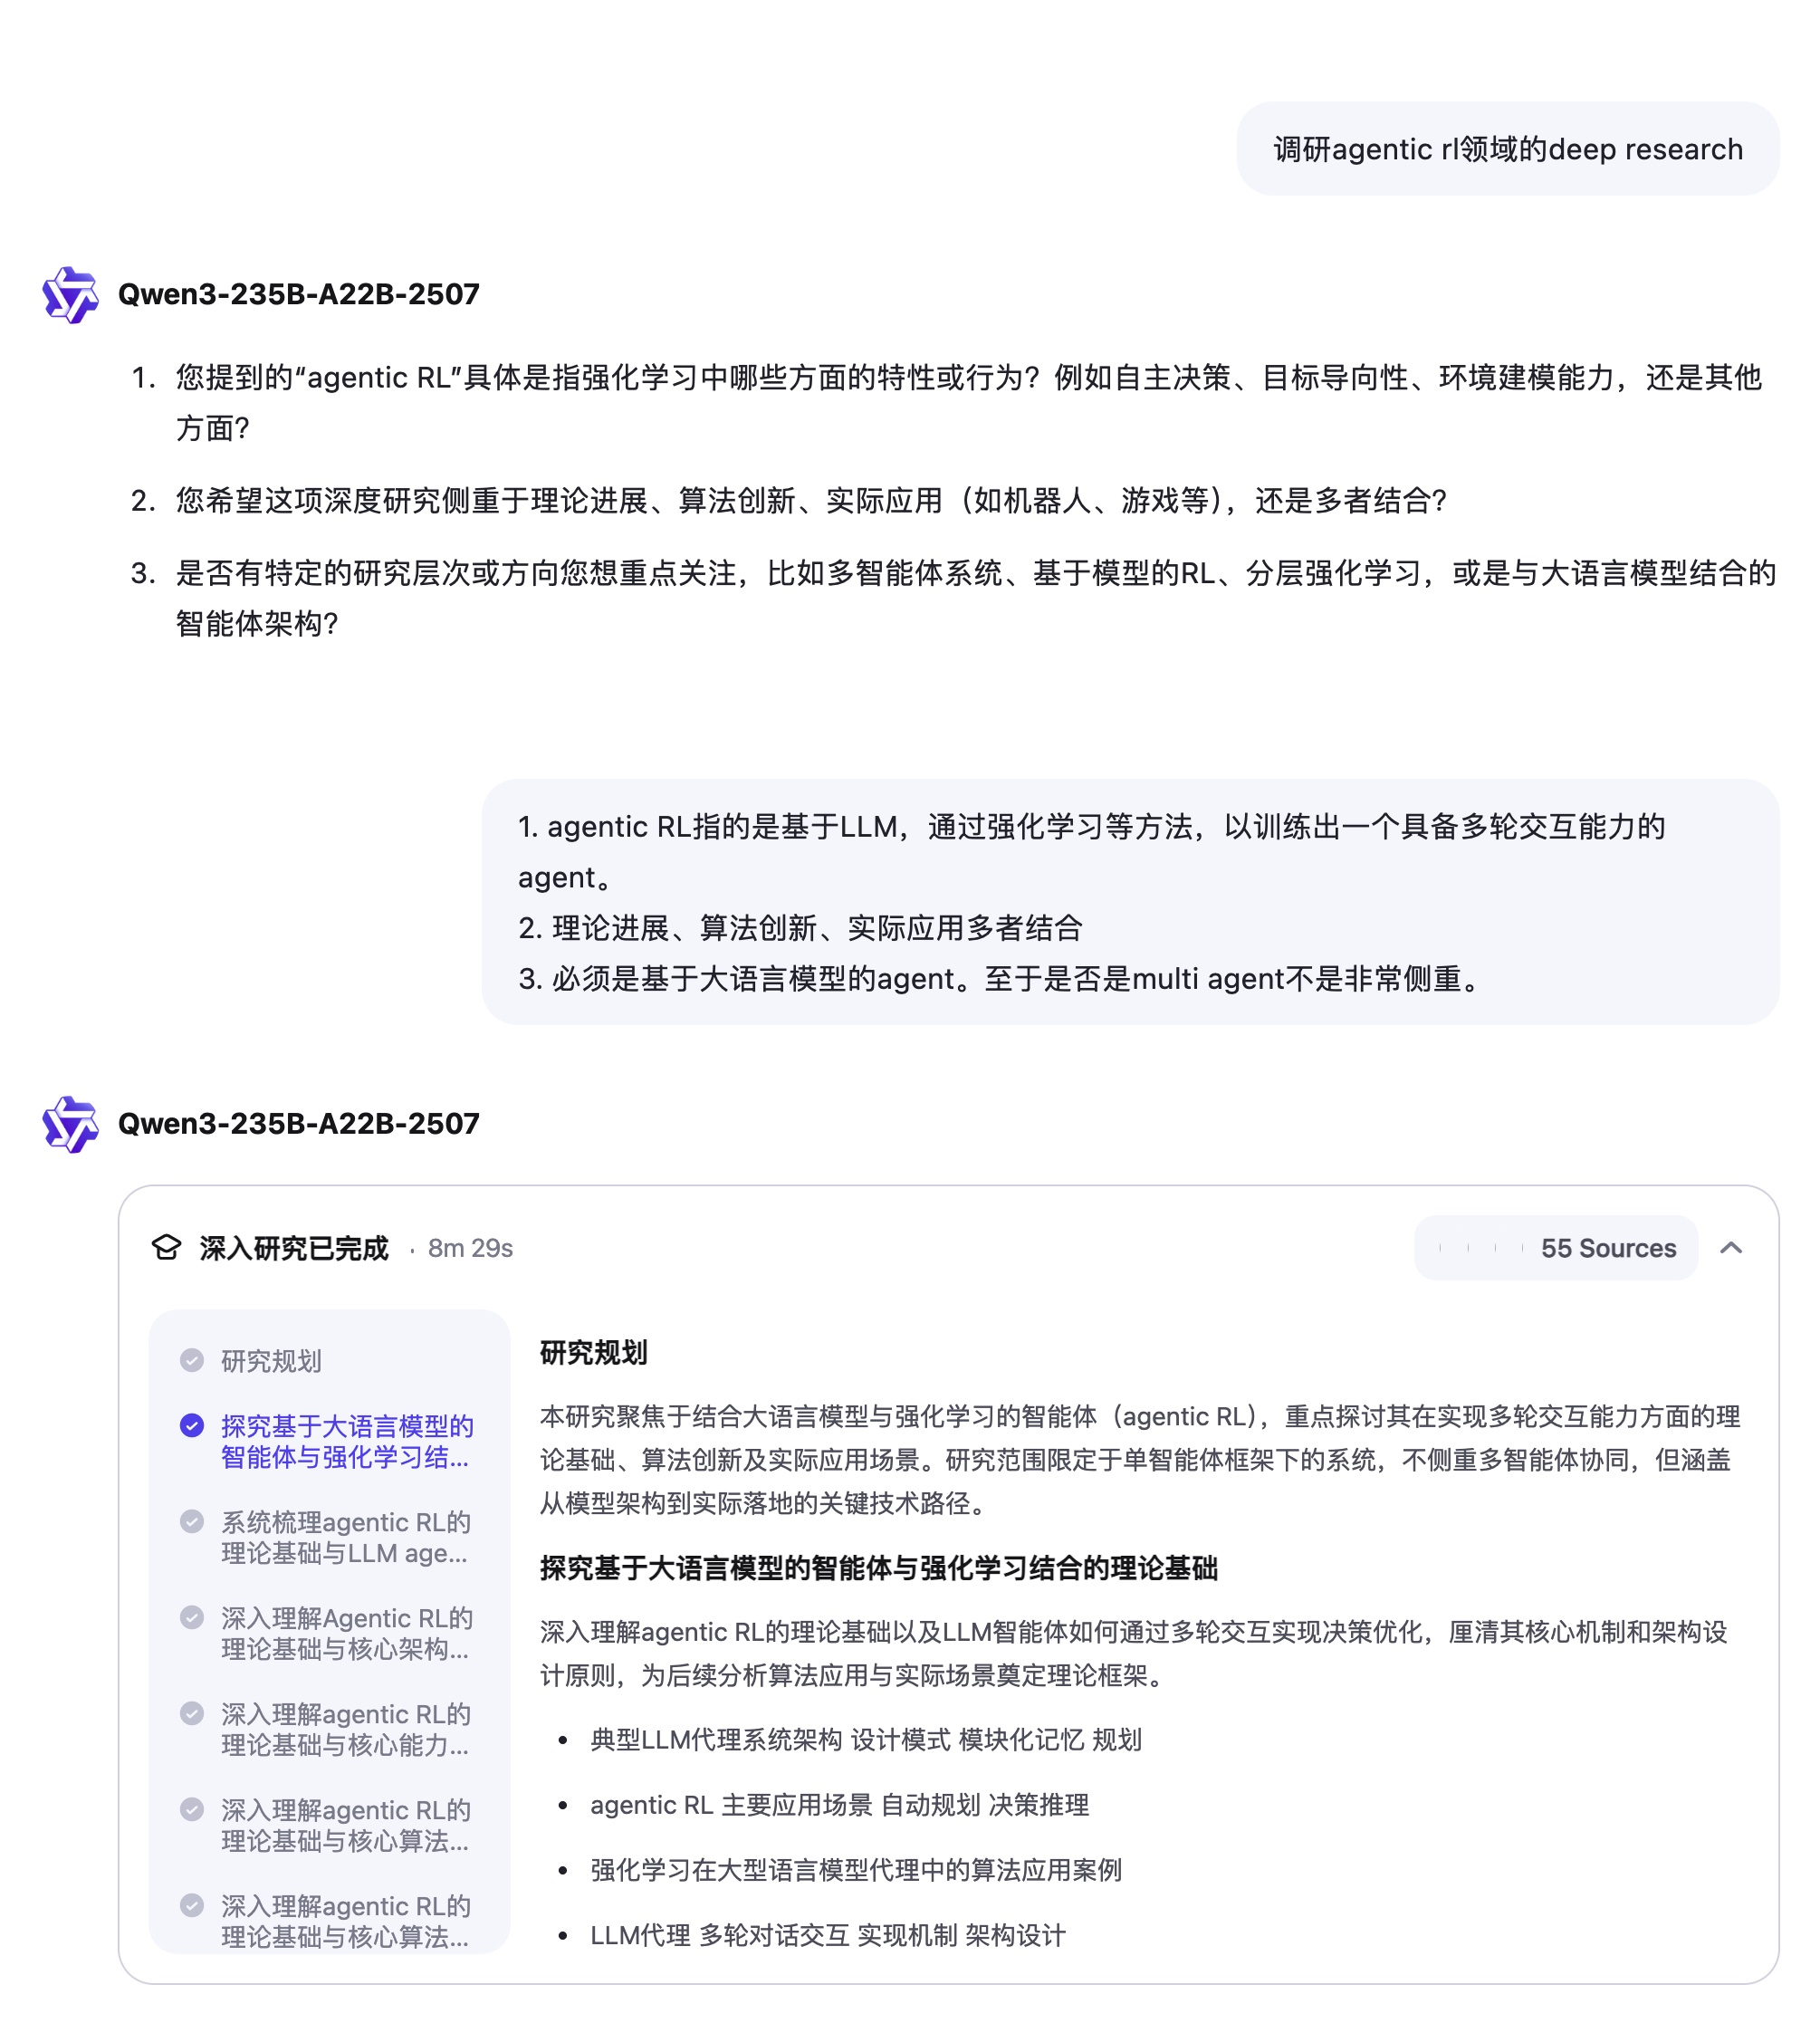 调研agentic rl领域的deep research
Qwen3-235B-A22B-2507
1. 您提到的“agentic RL”具体是指强化学习中哪些方面的特性或行为？例如自主决策、目标导向性、环境建模能力，还是其他
方面？
2. 您希望这项深度研究侧重于理论进展、算法创新、实际应用（如机器人、游戏等），还是多者结合？
3. 是否有特定的研究层次或方向您想重点关注，比如多智能体系统、基于模型的RL、分层强化学习，或是与大语言模型结合的
智能体架构？
1. agentic RL指的是基于LLM，通过强化学习等方法，以训练出一个具备多轮交互能力的
agent。
2. 理论进展、算法创新、实际应用多者结合
3. 必须是基于大语言模型的agent。至于是否是multi agent不是非常侧重。
Qwen3-235B-A22B-2507
深入研究已完成 · 8m 29s
55 Sources
研究规划
探究基于大语言模型的
智能体与强化学习结...
系统梳理agentic RL的
理论基础与LLM age...
深入理解Agentic RL的
理论基础与核心架构...
深入理解agentic RL的
理论基础与核心能力...
深入理解agentic RL的
理论基础与核心算法...
深入理解agentic RL的
理论基础与核心算法...
研究规划
本研究聚焦于结合大语言模型与强化学习的智能体（agentic RL），重点探讨其在实现多轮交互能力方面的理
论基础、算法创新及实际应用场景。研究范围限定于单智能体框架下的系统，不侧重多智能体协同，但涵盖
从模型架构到实际落地的关键技术路径。
探究基于大语言模型的智能体与强化学习结合的理论基础
深入理解agentic RL的理论基础以及LLM智能体如何通过多轮交互实现决策优化，厘清其核心机制和架构设
计原则，为后续分析算法应用与实际场景奠定理论框架。
• 典型LLM代理系统架构 设计模式 模块化记忆 规划
• agentic RL 主要应用场景 自动规划 决策推理
• 强化学习在大型语言模型代理中的算法应用案例
• LLM代理 多轮对话交互 实现机制 架构设计